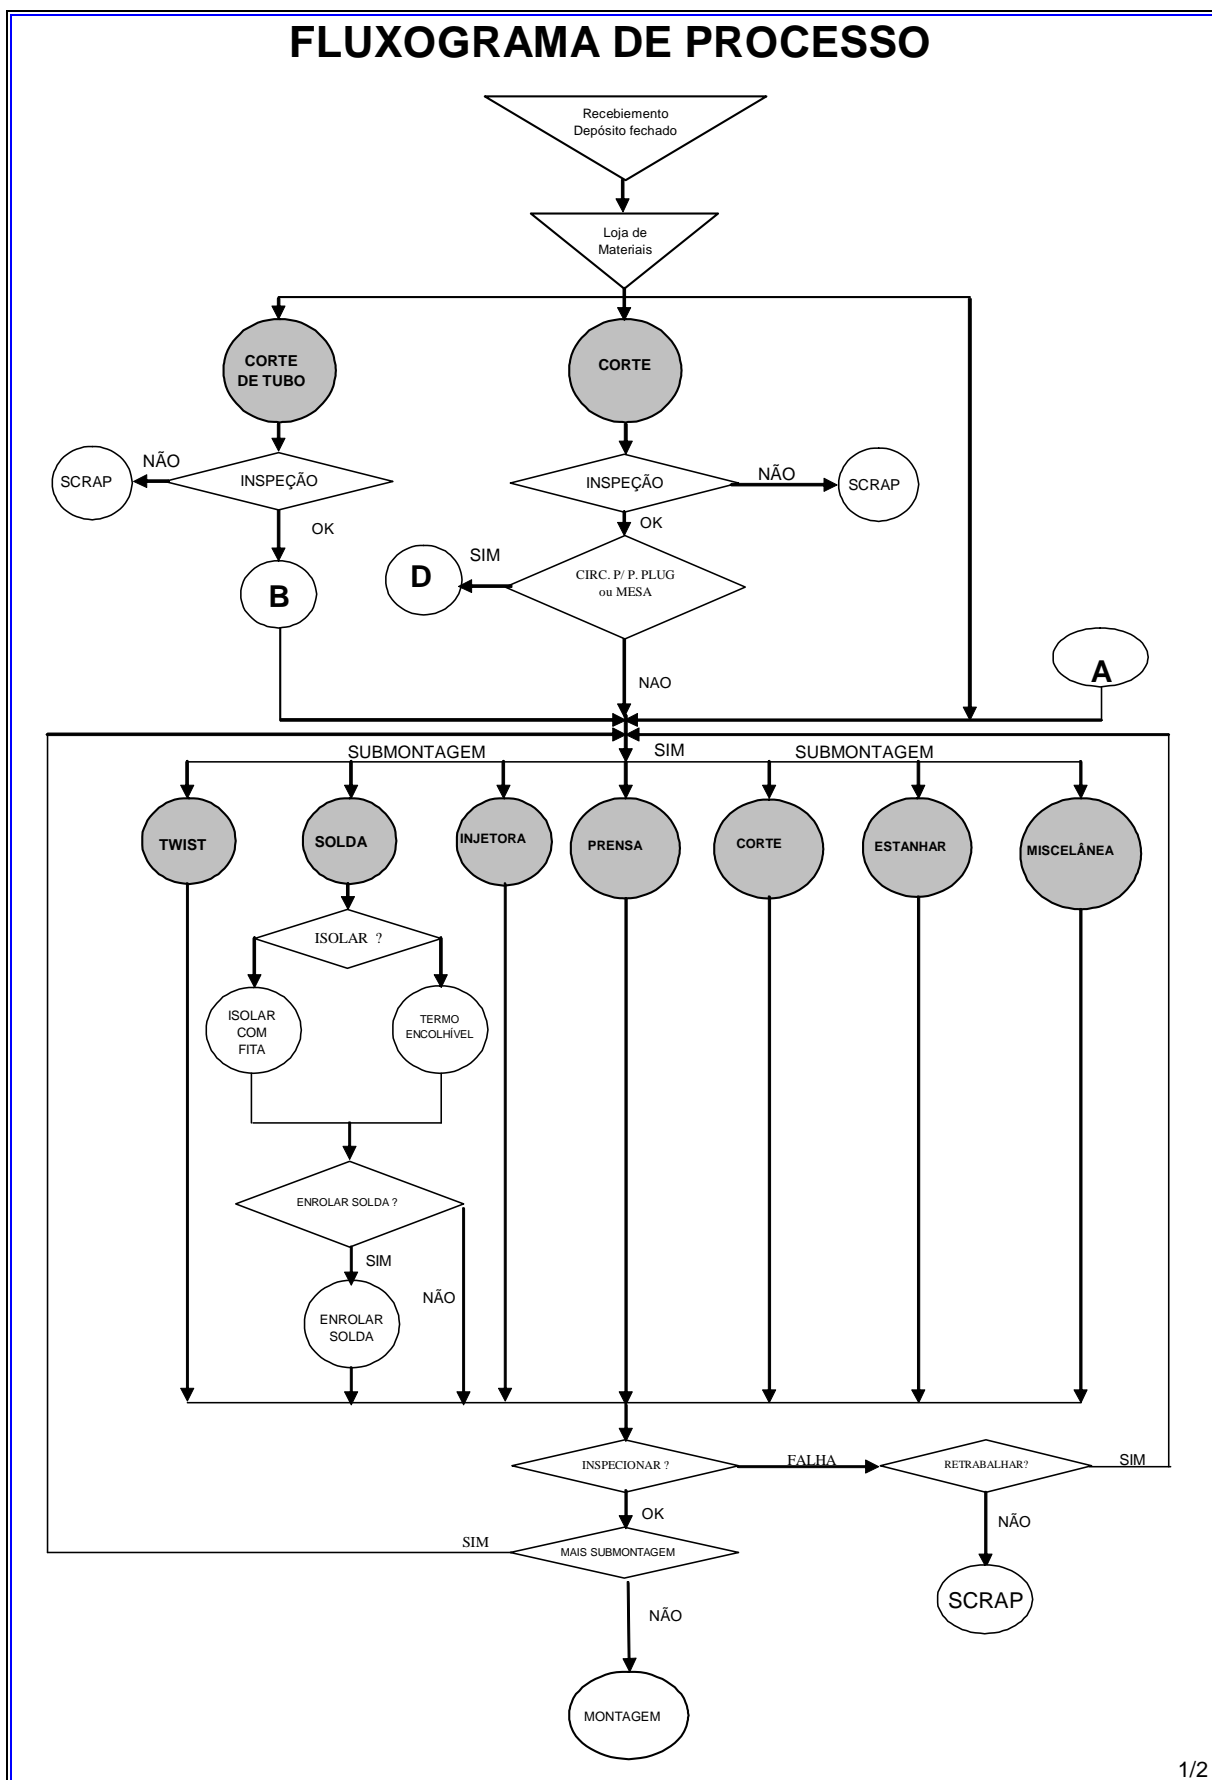 FLUXOGRAMA DE PROCESSO
Recebiemento
Depósito fechado
Loja de
Materiais
CORTE
DE TUBO
CORTE
NÃO
SCRAP
INSPEÇÃO
INSPEÇÃO
NÃO
SCRAP
OK
OK
B
SIM
D
CIRC. P/ P. PLUG
ou MESA
NAO
A
SUBMONTAGEM
SIM
SUBMONTAGEM
TWIST
SOLDA
INJETORA
PRENSA
CORTE
ESTANHAR
MISCELÂNEA
ISOLAR ?
ISOLAR
COM
FITA
TERMO
ENCOLHÍVEL
ENROLAR SOLDA ?
SIM
NÃO
ENROLAR
SOLDA
INSPECIONAR ?
FALHA
RETRABALHAR?
SIM
OK
NÃO
SIM
MAIS SUBMONTAGEM
SCRAP
NÃO
MONTAGEM
1/2